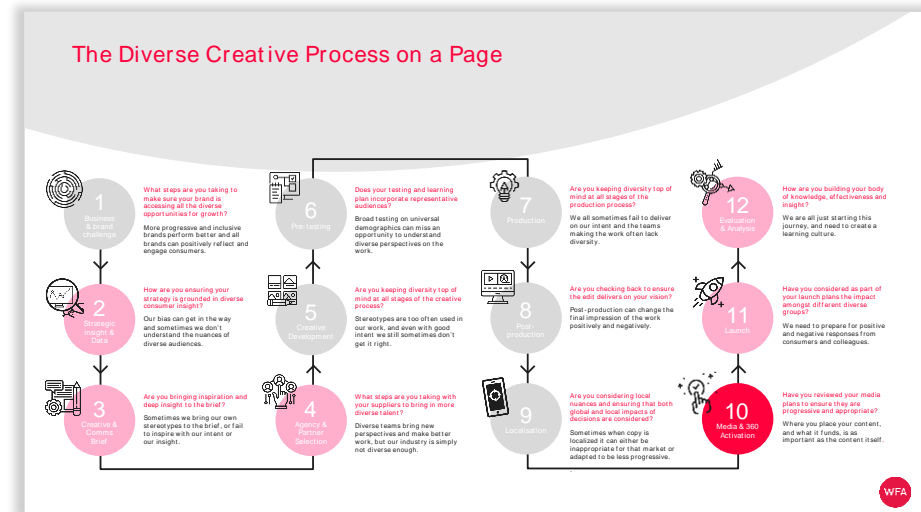 The Diverse Creative Process on a Page
1
Business
& brand
challenge
What steps are you taking to
make sure your brand is
accessing all the diverse
opportunities for growth?
More progressive and inclusive
brands perform better and all
brands can positively reflect and
engage consumers.
2
Strategic
insight &
Data
How are you ensuring your
strategy is grounded in diverse
consumer insight?
Our bias can get in the way
and sometimes we don't
understand the nuances of
diverse audiences.
3
Creative &
Comms
Brief
Are you bringing inspiration and
deep insight to the brief?
Sometimes we bring our own
stereotypes to the brief, or fail
to inspire with our intent or
our insight.
4
Agency &
Partner
Selection
What steps are you taking with
your suppliers to bring in more
diverse talent?
Diverse teams bring new
perspectives and make better
work, but our industry is simply
not diverse enough.
5
Creative
Development
Are you keeping diversity top of
mind at all stages of the creative
process?
Stereotypes are too often used in
our work, and even with good
intent we still sometimes don't
get it right.
6
Pre-testing
Does your testing and learning
plan incorporate representative
audiences?
Broad testing on universal
demographics can miss an
opportunity to understand
diverse perspectives on the
work.
7
Production
Are you keeping diversity top of
mind at all stages of the
production process?
We all sometimes fail to deliver
on our intent and the teams
making the work often lack
diversity.
8
Post-
production
Are you checking back to ensure
the edit delivers on your vision?
Post-production can change the
final impression of the work
positively and negatively.
9
Localisation
Are you considering local
nuances and ensuring that both
global and local impacts of
decisions are considered?
Sometimes when copy is
localized it can either be
inappropriate for that market or
adapted to be less progressive.
.
10
Media & 360
Activation
Have you reviewed your media
plans to ensure they are
progressive and appropriate?
Where you place your content,
and what it funds, is as
important as the content itself.
11
Launch
Have you considered as part of
your launch plans the impact
amongst different diverse
groups?
We need to prepare for positive
and negative responses from
consumers and colleagues.
12
Evaluation
& Analysis
How are you building your body
of knowledge, effectiveness and
insight?
We are all just starting this
journey, and need to create a
learning culture.
WFA